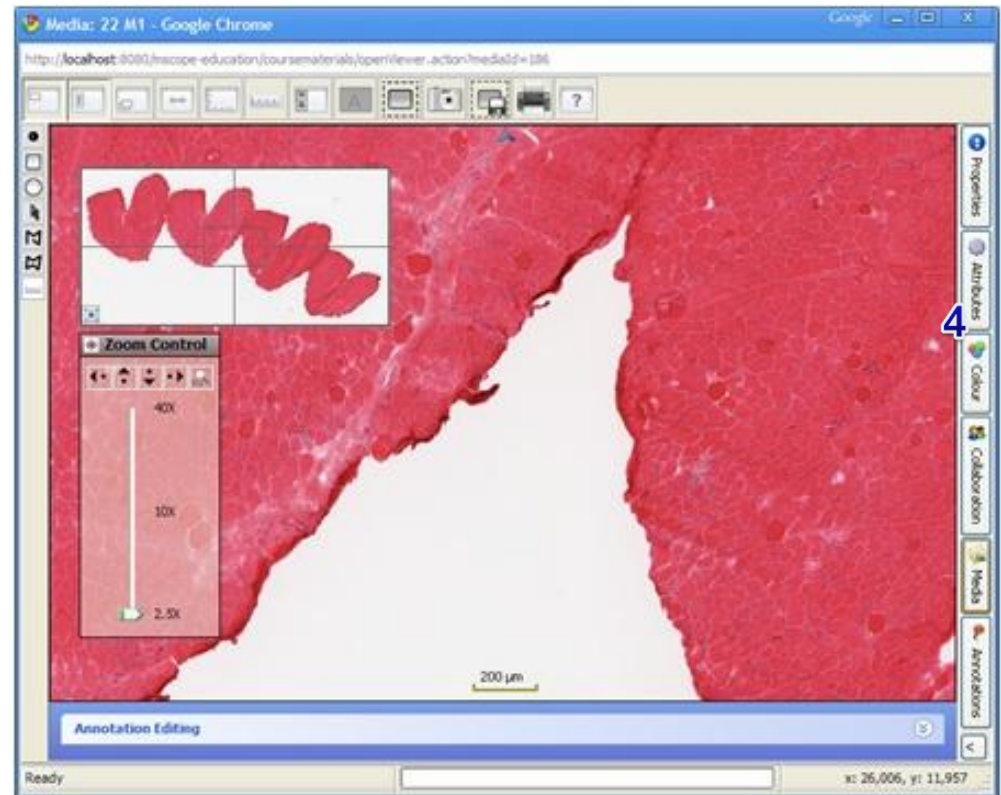 Media: 22 M1 - Google Chrome
Google
http://localhost:8080/nscope-education/coursematerials/openViewer.action?mediaId=186
A
?
Zoom Control
40X
10X
2.5X
200 µm
Properties
Attributes
4
Colour
Collaboration
Media
Annotations
<
Annotation Editing
Ready
x: 26,006, y: 11,957